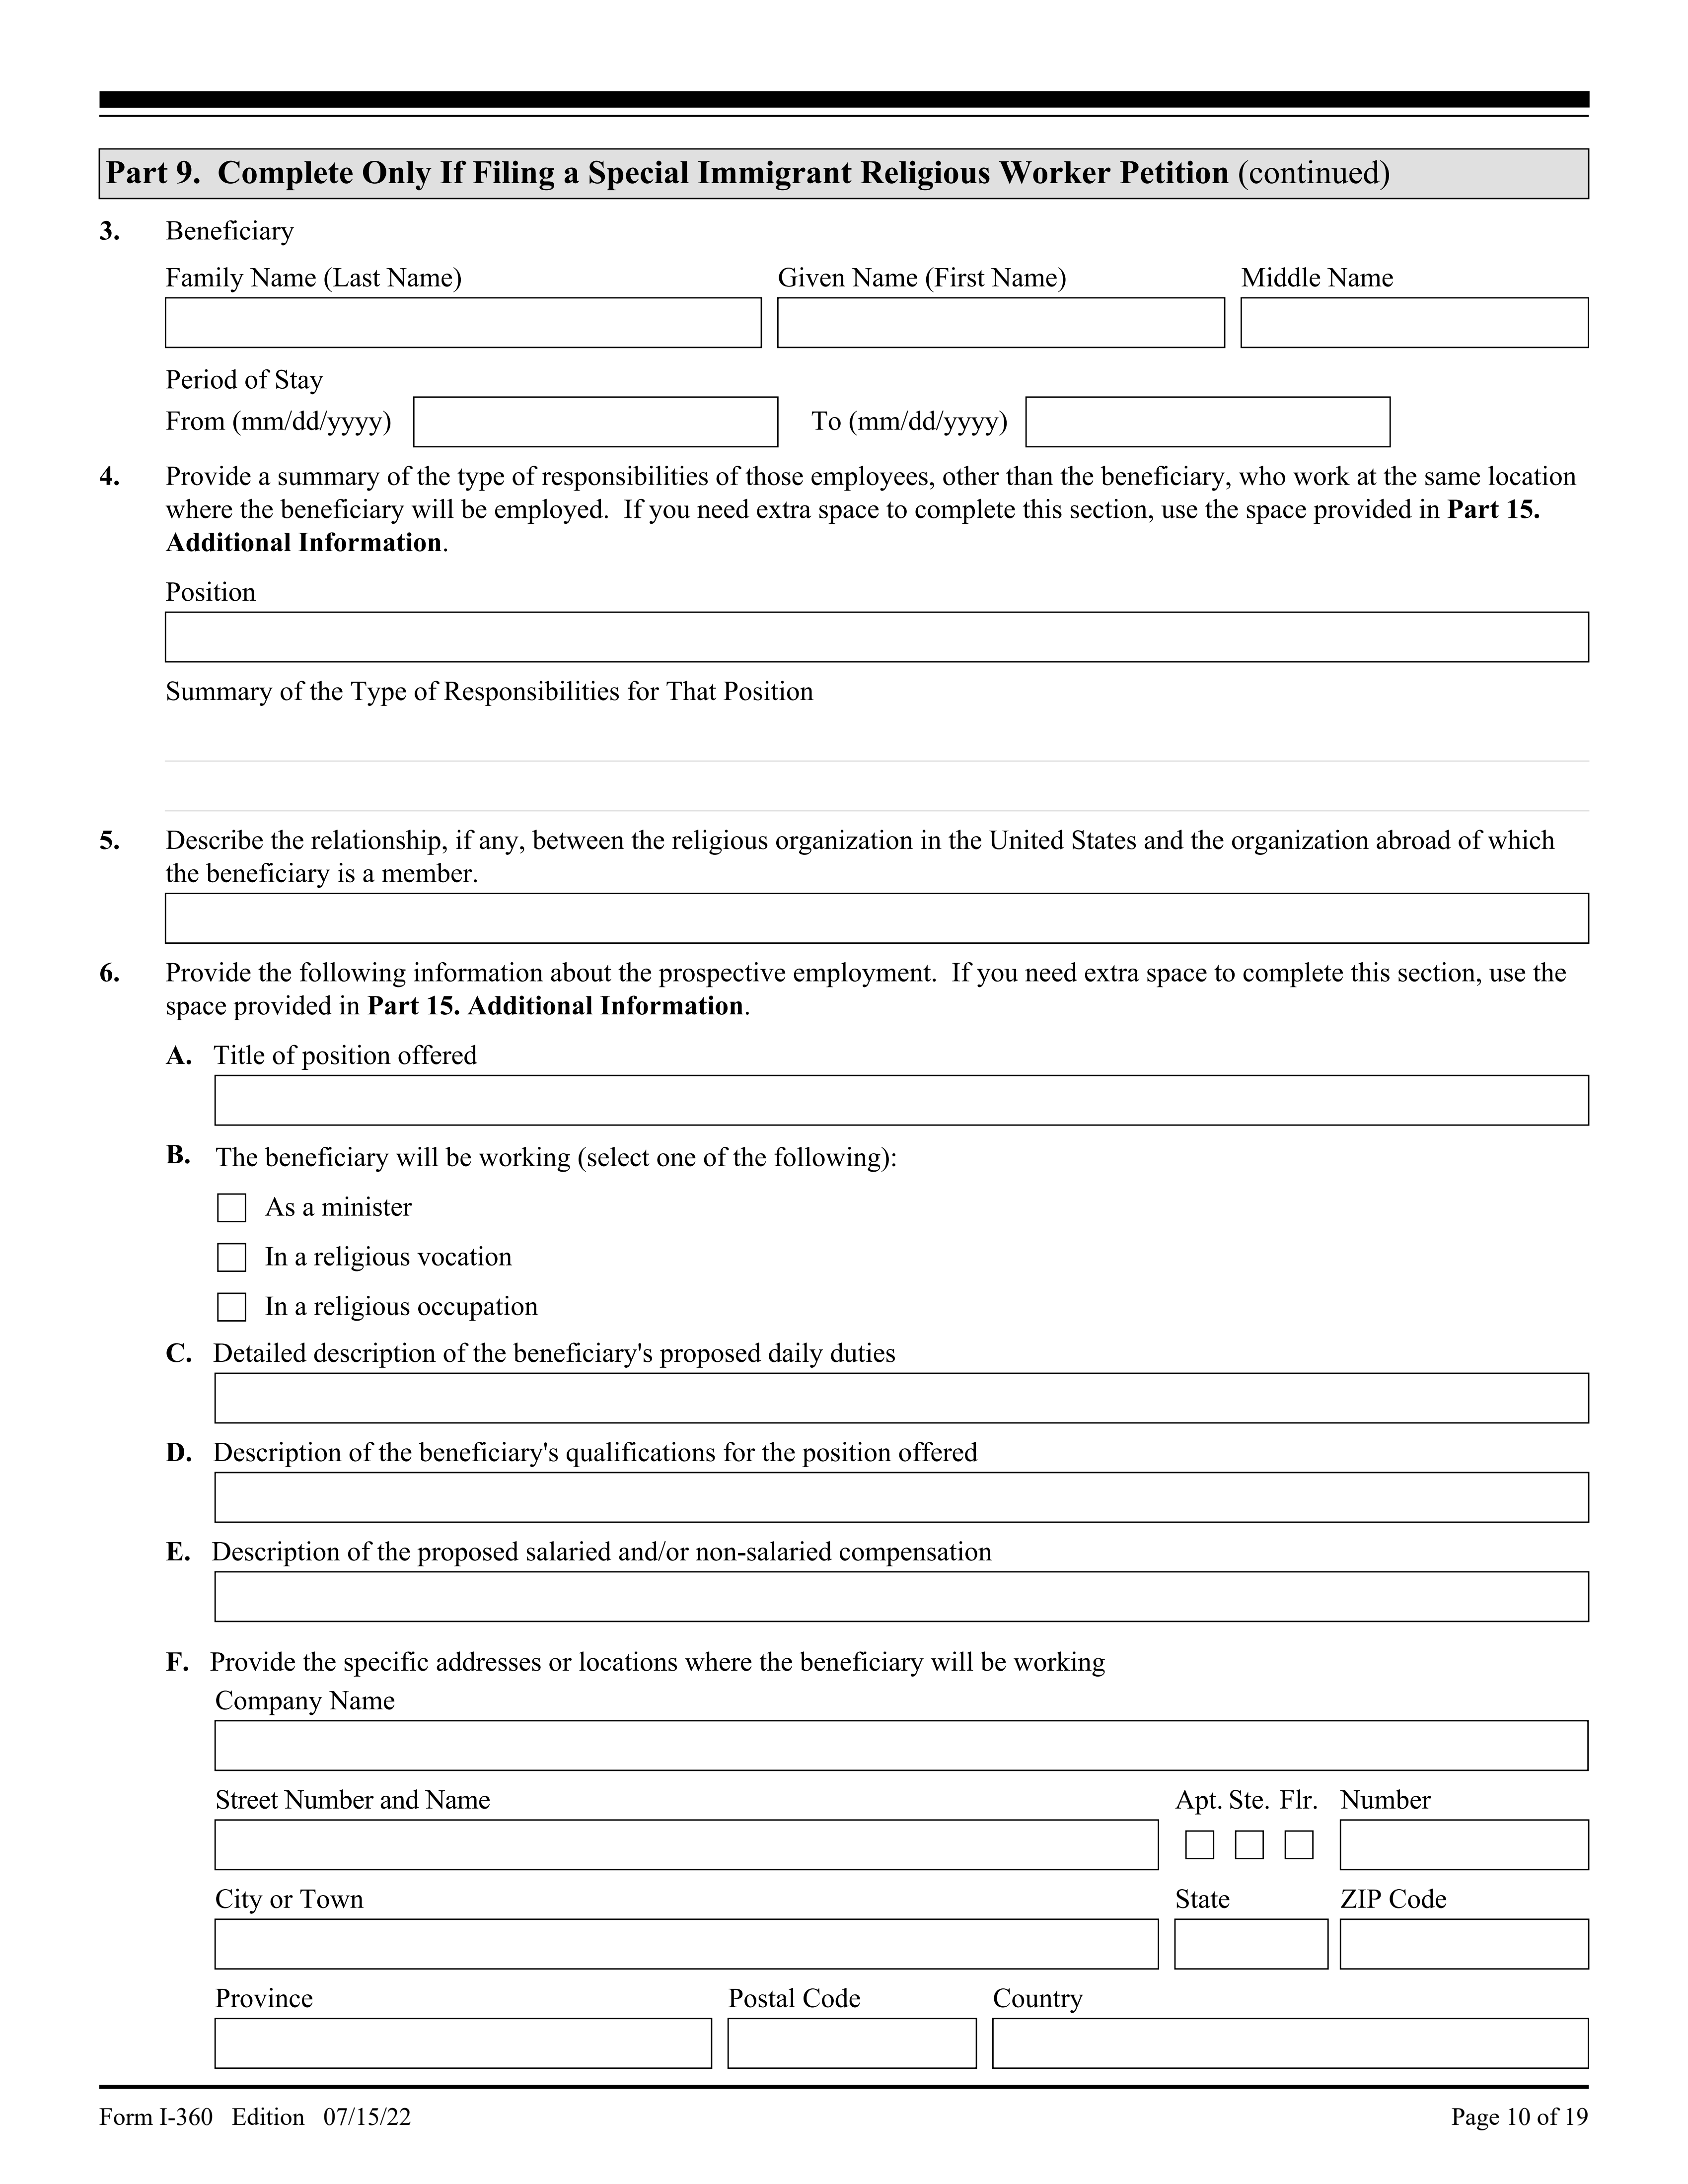 Part 9.  Complete Only If Filing a Special Immigrant Religious Worker Petition (continued)
3. Beneficiary
Family Name (Last Name) Given Name (First Name) Middle Name
Period of Stay
From (mm/dd/yyyy) To (mm/dd/yyyy)
4. Provide a summary of the type of responsibilities of those employees, other than the beneficiary, who work at the same location
where the beneficiary will be employed.  If you need extra space to complete this section, use the space provided in Part 15.
Additional Information.
Position
Summary of the Type of Responsibilities for That Position
5. Describe the relationship, if any, between the religious organization in the United States and the organization abroad of which
the beneficiary is a member.
6. Provide the following information about the prospective employment.  If you need extra space to complete this section, use the
space provided in Part 15. Additional Information.
A. Title of position offered
B. The beneficiary will be working (select one of the following):
As a minister
In a religious vocation
In a religious occupation
C. Detailed description of the beneficiary's proposed daily duties
D. Description of the beneficiary's qualifications for the position offered
E. Description of the proposed salaried and/or non-salaried compensation
F. Provide the specific addresses or locations where the beneficiary will be working
Company Name
Street Number and Name Apt. Ste. Flr. Number
City or Town State ZIP Code
Province Postal Code Country
Form I-360 Edition 07/15/22 Page 10 of 19